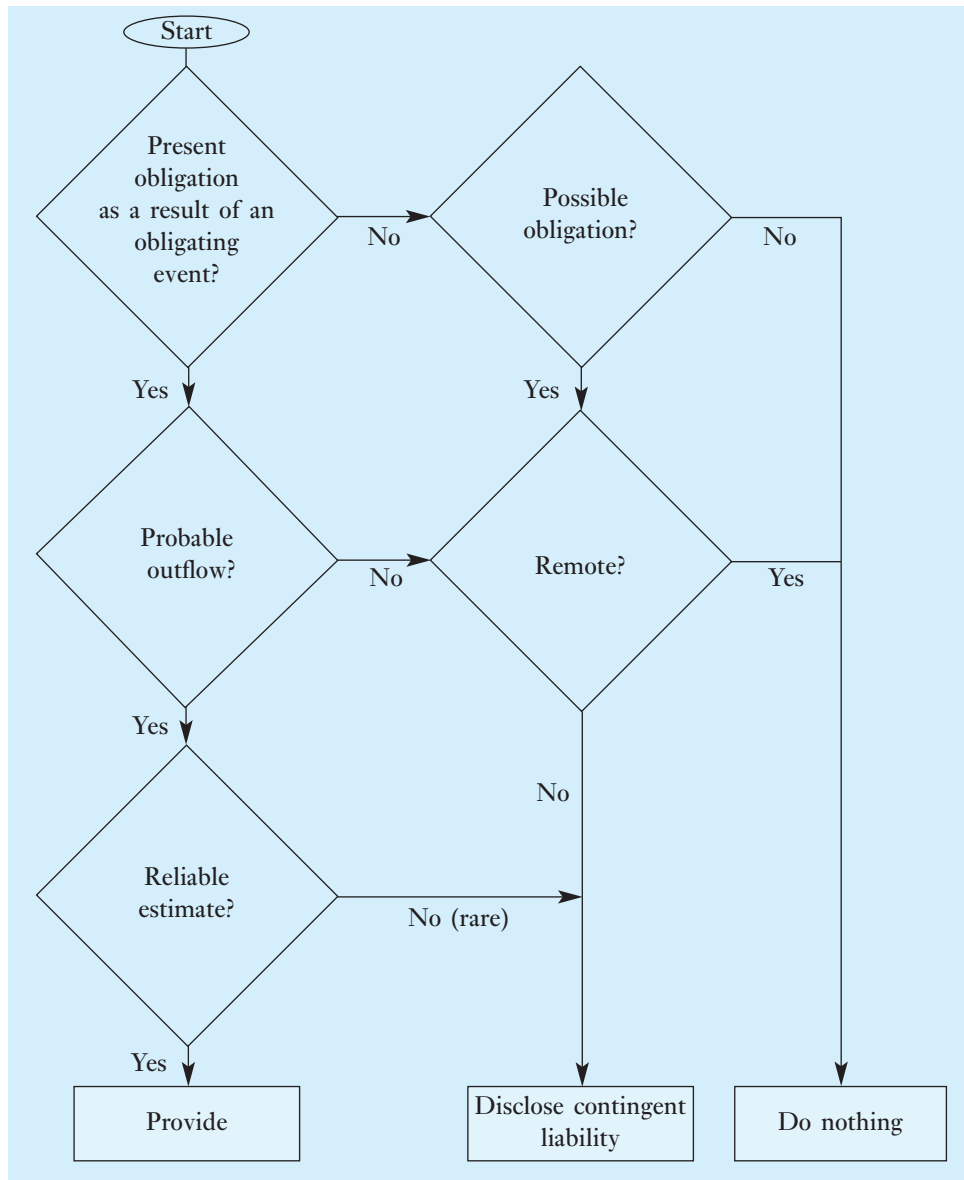 Start
Present
obligation
as a result of an
obligating
event?
No
Possible
obligation?
No
Yes
Yes
Probable
outflow?
No
Remote?
Yes
Yes
No
Reliable
estimate?
No (rare)
Yes
Provide
Disclose contingent
liability
Do nothing